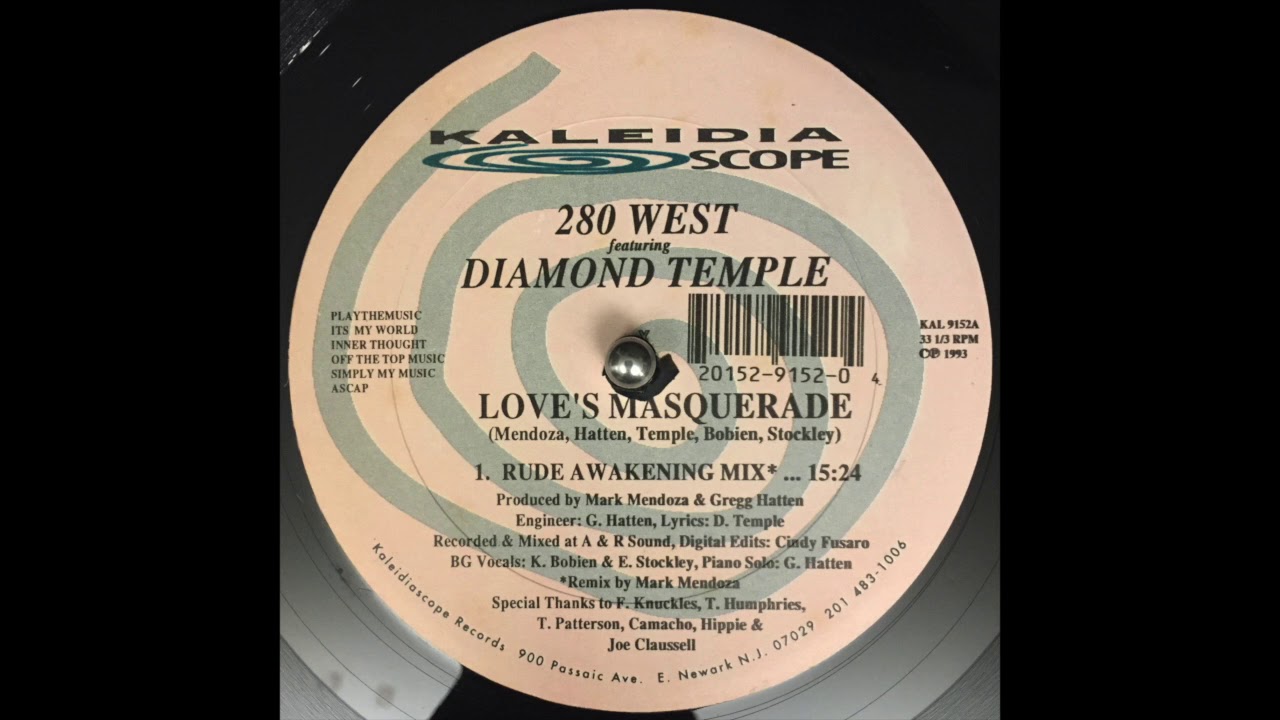 KALEIDIA
SCOPE
280 WEST
featuring
DIAMOND TEMPLE
PLAYTHEMUSIC
ITS MY WORLD
INNER THOUGHT
OFF THE TOP MUSIC
SIMPLY MY MUSIC
ASCAP
KAL 9152A
33 1/3 RPM
©℗ 1993
20152-9152-0 4
LOVE'S MASQUERADE
(Mendoza, Hatten, Temple, Bobien, Stockley)
1. RUDE AWAKENING MIX* ... 15:24
Produced by Mark Mendoza & Gregg Hatten
Engineer: G. Hatten, Lyrics: D. Temple
Recorded & Mixed at A & R Sound, Digital Edits: Cindy Fusaro
BG Vocals: K. Bobien & E. Stockley, Piano Solo: G. Hatten
*Remix by Mark Mendoza
Special Thanks to F. Knuckles, T. Humphries,
T. Patterson, Camacho, Hippie &
Joe Claussell
Kaleidiascope Records 900 Passaic Ave. E. Newark N.J. 07029 201 483-1006